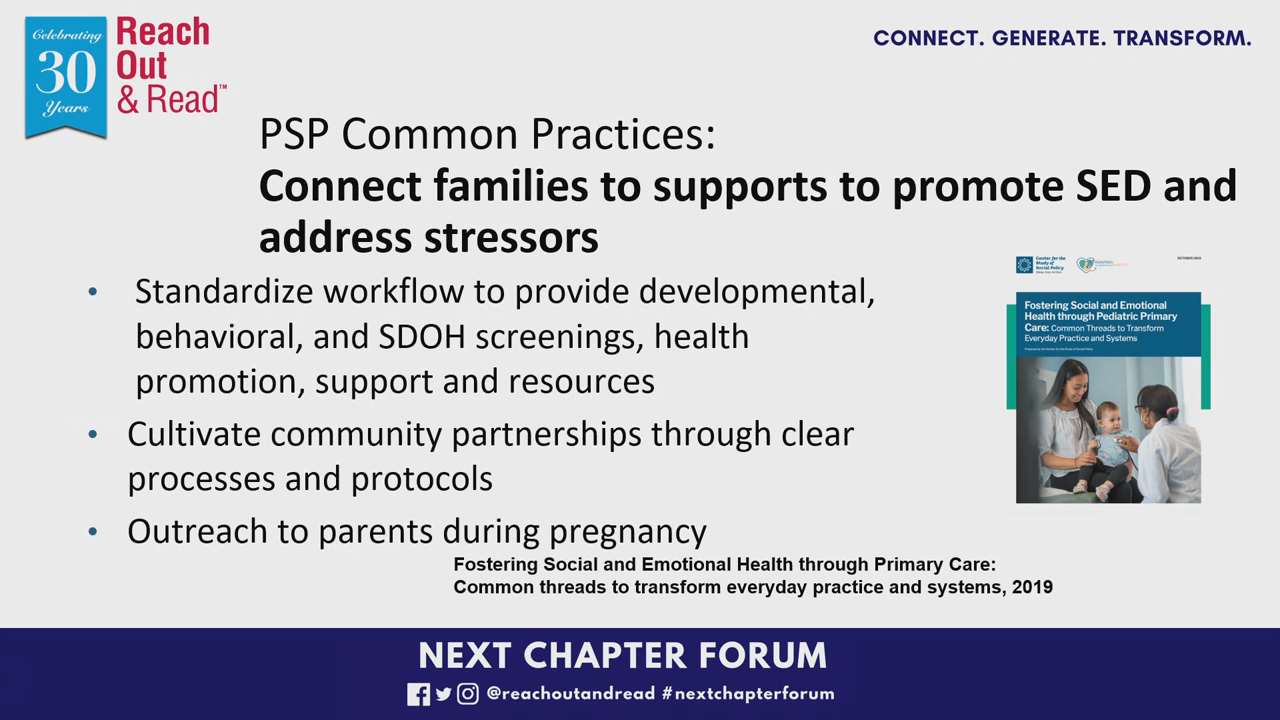 Celebrating
30
Years
Reach
Out
& Read™
CONNECT. GENERATE. TRANSFORM.
PSP Common Practices:
Connect families to supports to promote SED and
address stressors
• Standardize workflow to provide developmental,
behavioral, and SDOH screenings, health
promotion, support and resources
• Cultivate community partnerships through clear
processes and protocols
• Outreach to parents during pregnancy
Center for the
Study of
Social Policy
OCTOBER 2019
Fostering Social and Emotional
Health through Pediatric Primary
Care: Common Threads to Transform
Everyday Practice and Systems
Fostering Social and Emotional Health through Primary Care:
Common threads to transform everyday practice and systems, 2019
NEXT CHAPTER FORUM
@reachoutandread #nextchapterforum